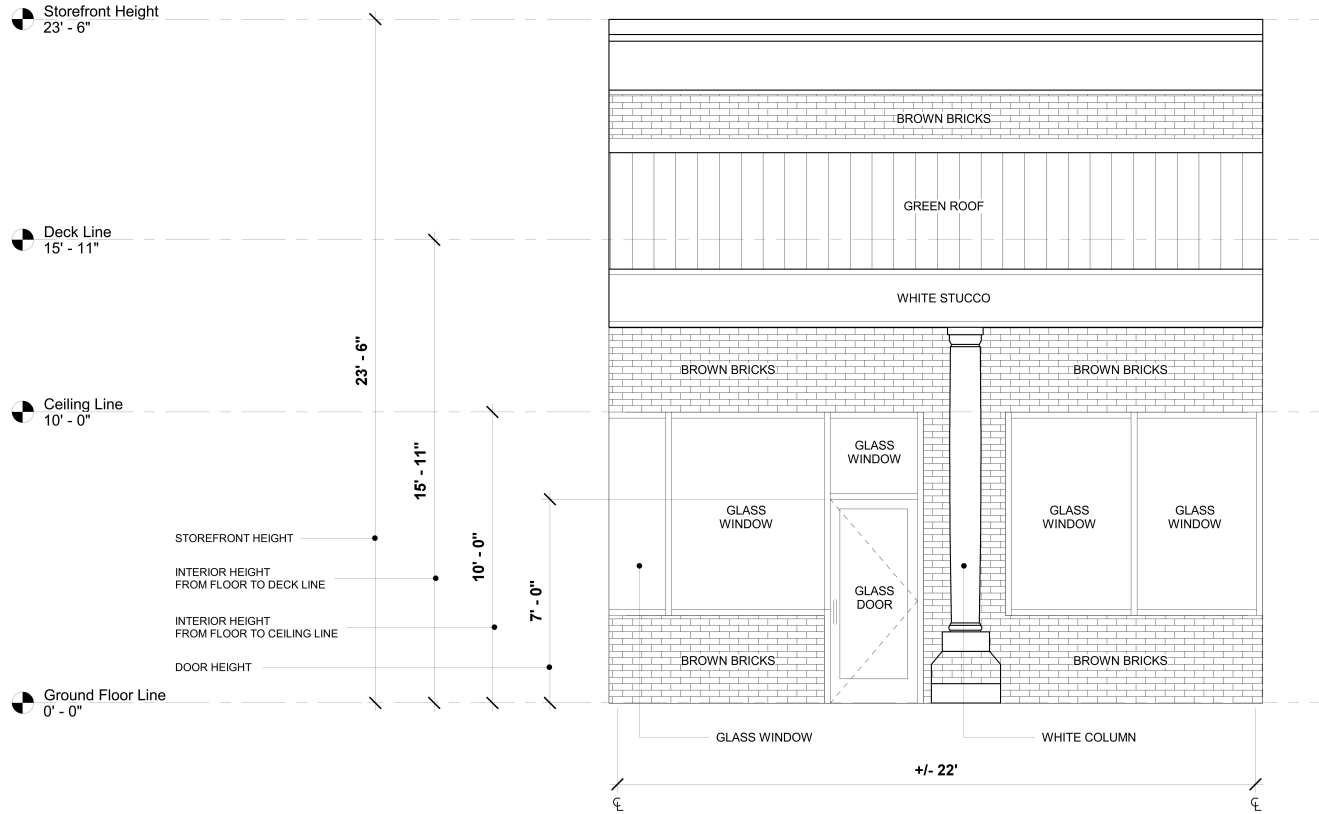 Storefront Height
23' - 6"
BROWN BRICKS
GREEN ROOF
Deck Line
15' - 11"
WHITE STUCCO
23' - 6"
BROWN BRICKS
BROWN BRICKS
Ceiling Line
10' - 0"
GLASS
WINDOW
15' - 11"
GLASS
WINDOW
GLASS
WINDOW
GLASS
WINDOW
STOREFRONT HEIGHT
10' - 0"
INTERIOR HEIGHT
FROM FLOOR TO DECK LINE
7' - 0"
GLASS
DOOR
INTERIOR HEIGHT
FROM FLOOR TO CEILING LINE
DOOR HEIGHT
BROWN BRICKS
BROWN BRICKS
Ground Floor Line
0' - 0"
GLASS WINDOW
WHITE COLUMN
+/- 22'
℄
℄